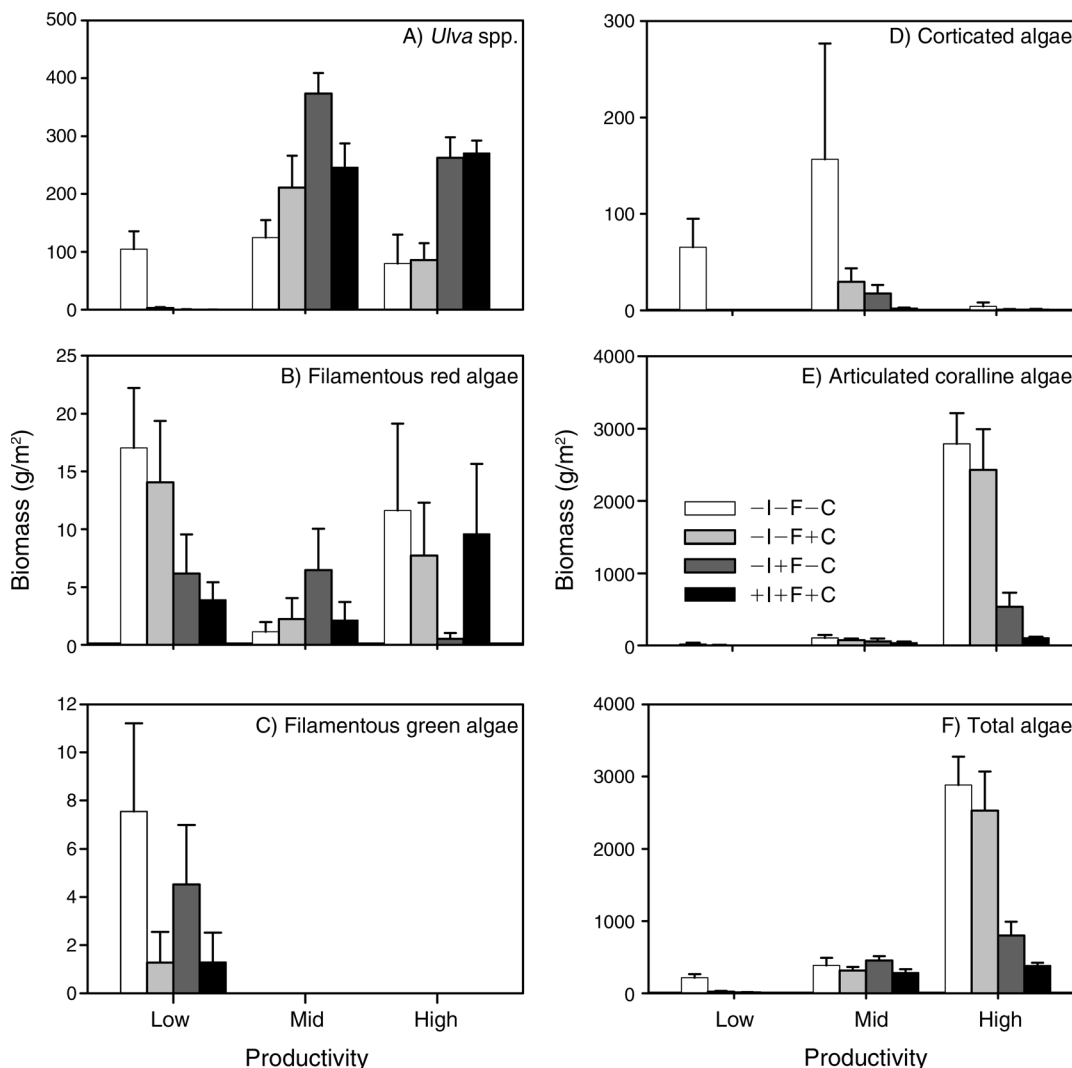 A) Ulva spp.
500
400
300
200
100
0
B) Filamentous red algae
25
20
15
10
5
0
Biomass (g/m²)
C) Filamentous green algae
12
10
8
6
4
2
0
Low Mid High
Productivity
D) Corticated algae
300
200
100
0
E) Articulated coralline algae
4000
3000
2000
1000
0
Biomass (g/m²)
−I−F−C
−I−F+C
−I+F−C
+I+F+C
F) Total algae
4000
3000
2000
1000
0
Low Mid High
Productivity